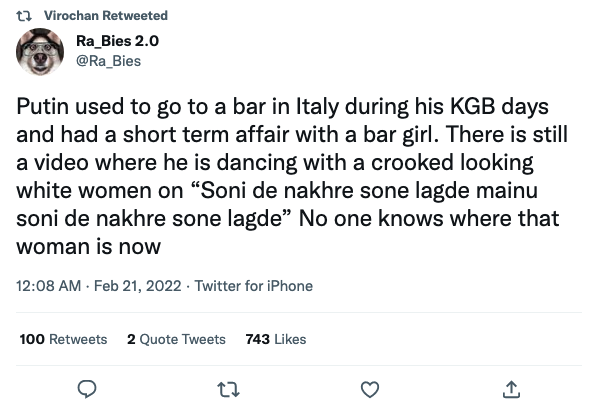 Virochan Retweeted
Ra_Bies 2.0
@Ra_Bies
Putin used to go to a bar in Italy during his KGB days
and had a short term affair with a bar girl. There is still
a video where he is dancing with a crooked looking
white women on “Soni de nakhre sone lagde mainu
soni de nakhre sone lagde” No one knows where that
woman is now
12:08 AM · Feb 21, 2022 · Twitter for iPhone
100 Retweets 2 Quote Tweets 743 Likes